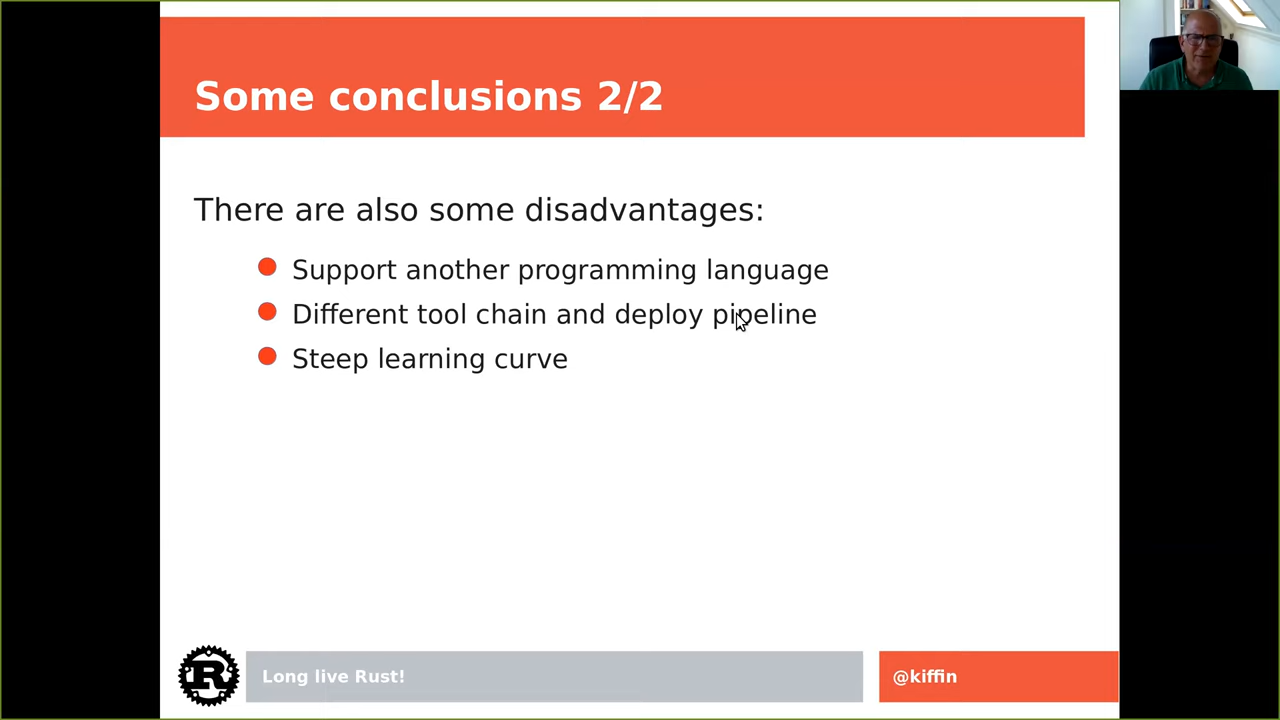 Some conclusions 2/2
There are also some disadvantages:
Support another programming language
Different tool chain and deploy pipeline
Steep learning curve
R
Long live Rust!
@kiffin